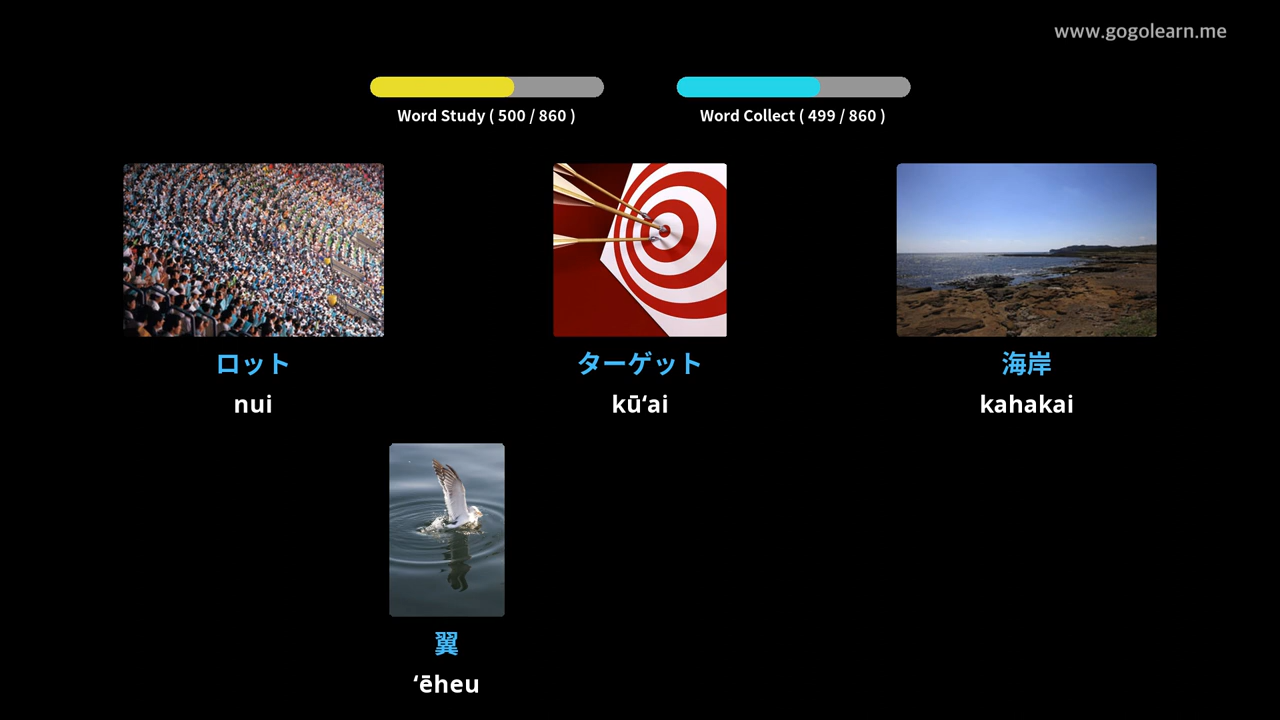 www.gogolearn.me
Word Study ( 500 / 860 )
Word Collect ( 499 / 860 )
ロット
nui
ターゲット
kūʻai
海岸
kahakai
翼
ʻēheu